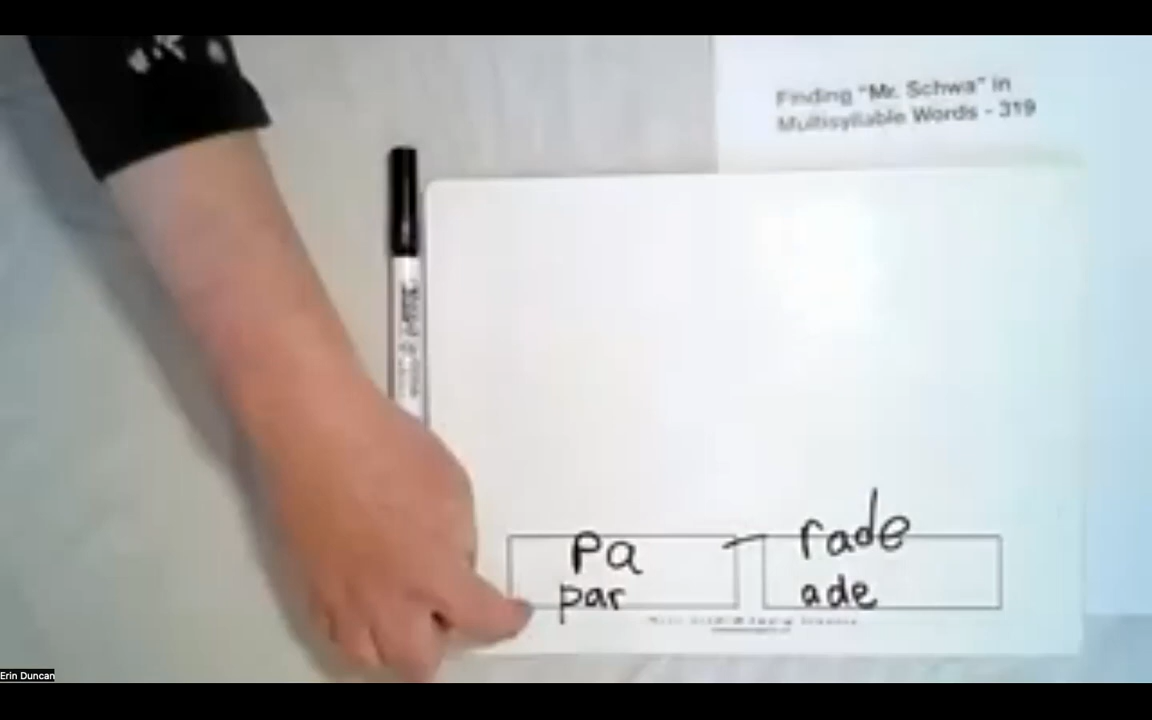 Finding "Mr. Schwa" in
Multisyllable Words - 319
pa - rade
par ade
Erin Duncan